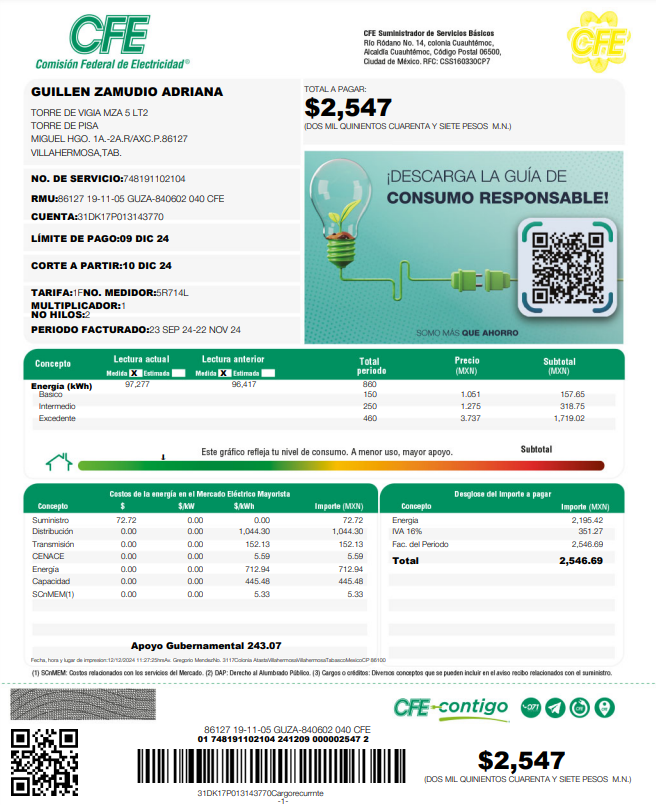 CFE
Comisión Federal de Electricidad®
CFE Suministrador de Servicios Básicos
Río Ródano No. 14, colonia Cuauhtémoc,
Alcaldía Cuauhtémoc, Código Postal 06500,
Ciudad de México. RFC: CSS160330CP7
CFE
GUILLEN ZAMUDIO ADRIANA
TORRE DE VIGIA MZA 5 LT2
TORRE DE PISA
MIGUEL HGO. 1A.-2A.R/AXC.P.86127
VILLAHERMOSA,TAB.
TOTAL A PAGAR:
$2,547
(DOS MIL QUINIENTOS CUARENTA Y SIETE PESOS M.N.)
NO. DE SERVICIO:748191102104
RMU:86127 19-11-05 GUZA-840602 040 CFE
CUENTA:31DK17P013143770
LÍMITE DE PAGO:09 DIC 24
CORTE A PARTIR:10 DIC 24
TARIFA:1FNO. MEDIDOR:5R714L
MULTIPLICADOR:1
NO HILOS:2
PERIODO FACTURADO:23 SEP 24-22 NOV 24
¡DESCARGA LA GUÍA DE
CONSUMO RESPONSABLE!
SOMO MÁS QUE AHORRO
Concepto Lectura actual Lectura anterior Total periodo Precio (MXN) Subtotal (MXN)
Medida X Estimada Medida X Estimada
Energía (kWh) 97,277 96,417 860
Basico 150 1.051 157.65
Intermedio 250 1.275 318.75
Excedente 460 3.737 1,719.02
Este gráfico refleja tu nivel de consumo. A menor uso, mayor apoyo.
Subtotal
Costos de la energía en el Mercado Eléctrico Mayorista
Concepto $ $/kW $/kWh Importe (MXN)
Suministro 72.72 0.00 0.00 72.72
Distribución 0.00 0.00 1,044.30 1,044.30
Transmisión 0.00 0.00 152.13 152.13
CENACE 0.00 0.00 5.59 5.59
Energía 0.00 0.00 712.94 712.94
Capacidad 0.00 0.00 445.48 445.48
SCnMEM(1) 0.00 0.00 5.33 5.33
Apoyo Gubernamental 243.07
Desglose del importe a pagar
Concepto Importe (MXN)
Energía 2,195.42
IVA 16% 351.27
Fac. del Periodo 2,546.69
Total 2,546.69
Fecha, hora y lugar de impresion:12/12/2024 11:27:25hrsAv. Gregorio MendezNo. 3117Colonia AtastaVillahermosaVillahermosaTabascoMexicoCP 86100
(1) SCnMEM: Costos relacionados con los servicios del Mercado. (2) DAP: Derecho al Alumbrado Público. (3) Cargos o créditos: Diversos conceptos que se pueden incluir en el aviso recibo relacionados con el suministro.
CFE contigo
071
86127 19-11-05 GUZA-840602 040 CFE
01 748191102104 241209 000002547 2
31DK17P013143770Cargorecurrnte
-1-
$2,547
(DOS MIL QUINIENTOS CUARENTA Y SIETE PESOS M.N.)